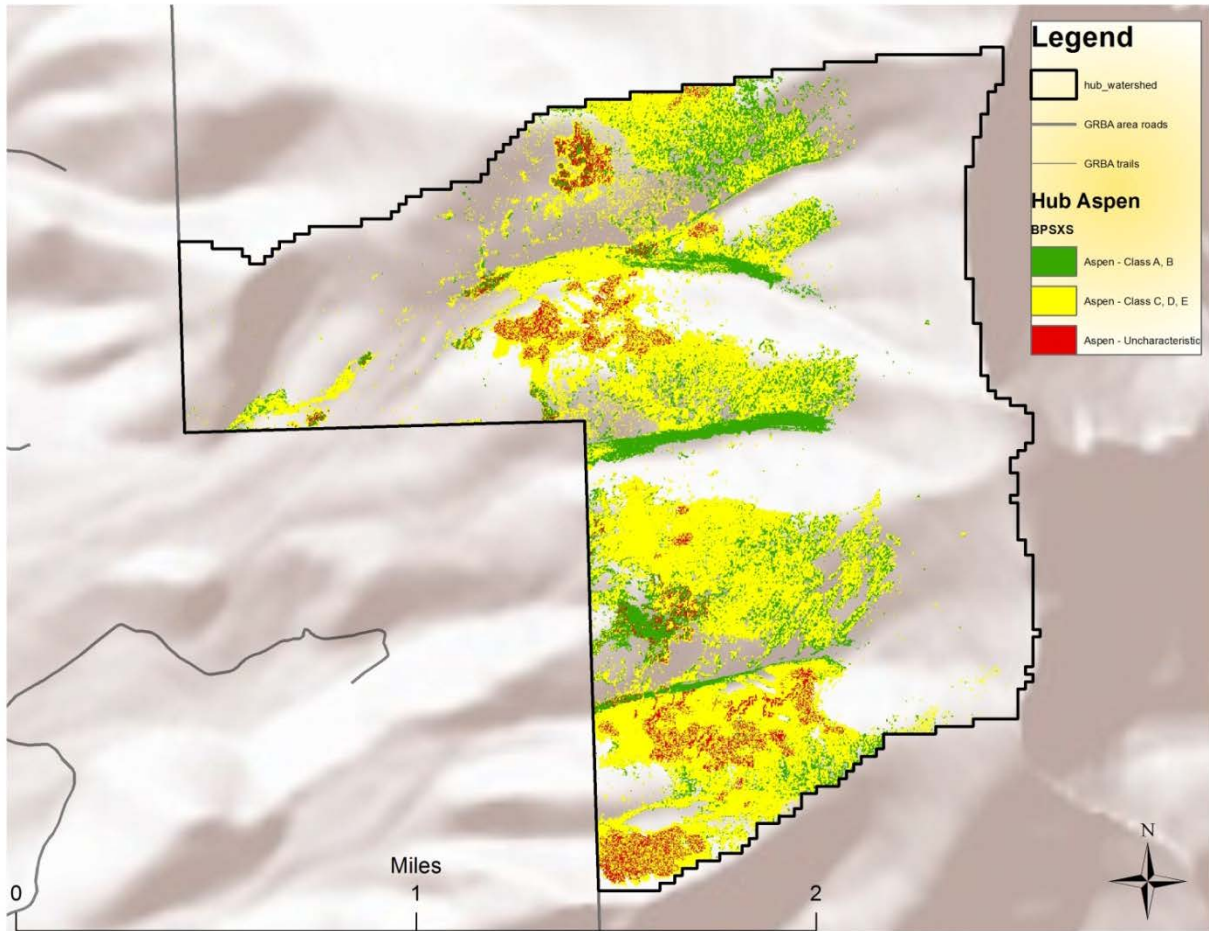 Legend
hub_watershed
GRBA area roads
GRBA trails
Hub Aspen
BPSXS
Aspen - Class A, B
Aspen - Class C, D, E
Aspen - Uncharacteristic
Miles
0 1 2
N